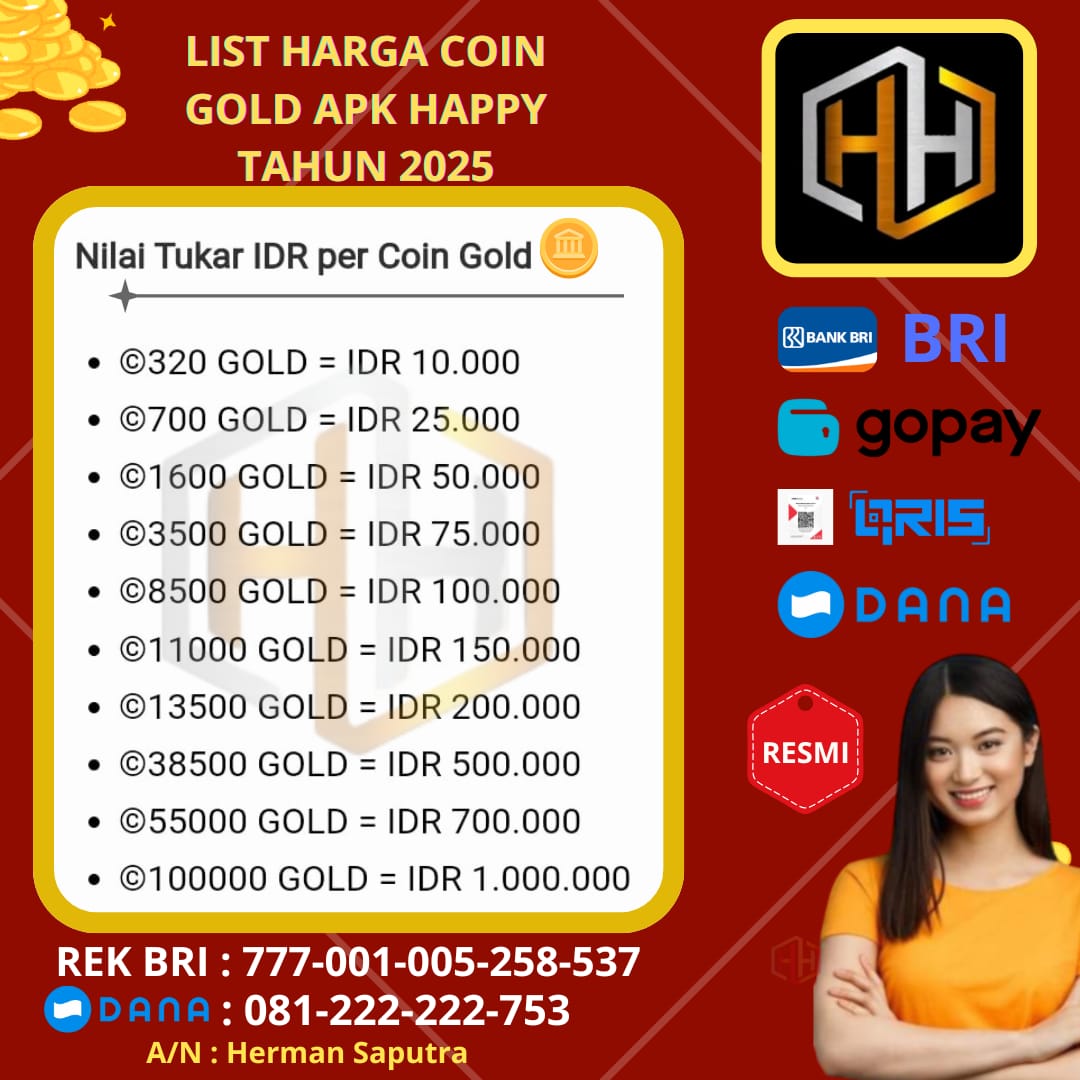 LIST HARGA COIN
GOLD APK HAPPY
TAHUN 2025
HH
Nilai Tukar IDR per Coin Gold
©320 GOLD = IDR 10.000
©700 GOLD = IDR 25.000
©1600 GOLD = IDR 50.000
©3500 GOLD = IDR 75.000
©8500 GOLD = IDR 100.000
©11000 GOLD = IDR 150.000
©13500 GOLD = IDR 200.000
©38500 GOLD = IDR 500.000
©55000 GOLD = IDR 700.000
©100000 GOLD = IDR 1.000.000
BANK BRI BRI
gopay
QRIS
DANA
RESMI
REK BRI : 777-001-005-258-537
DANA : 081-222-222-753
A/N : Herman Saputra